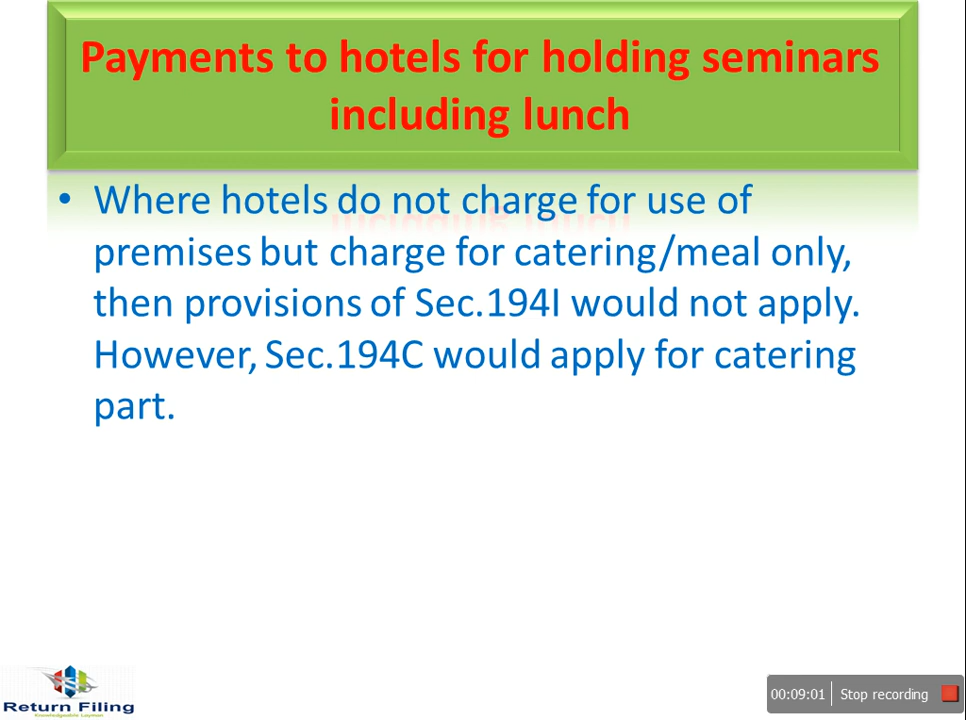 Payments to hotels for holding seminars
including lunch
• Where hotels do not charge for use of
premises but charge for catering/meal only,
then provisions of Sec.194I would not apply.
However, Sec.194C would apply for catering
part.
Return Filing
Knowledgeable Layman
00:09:01 Stop recording